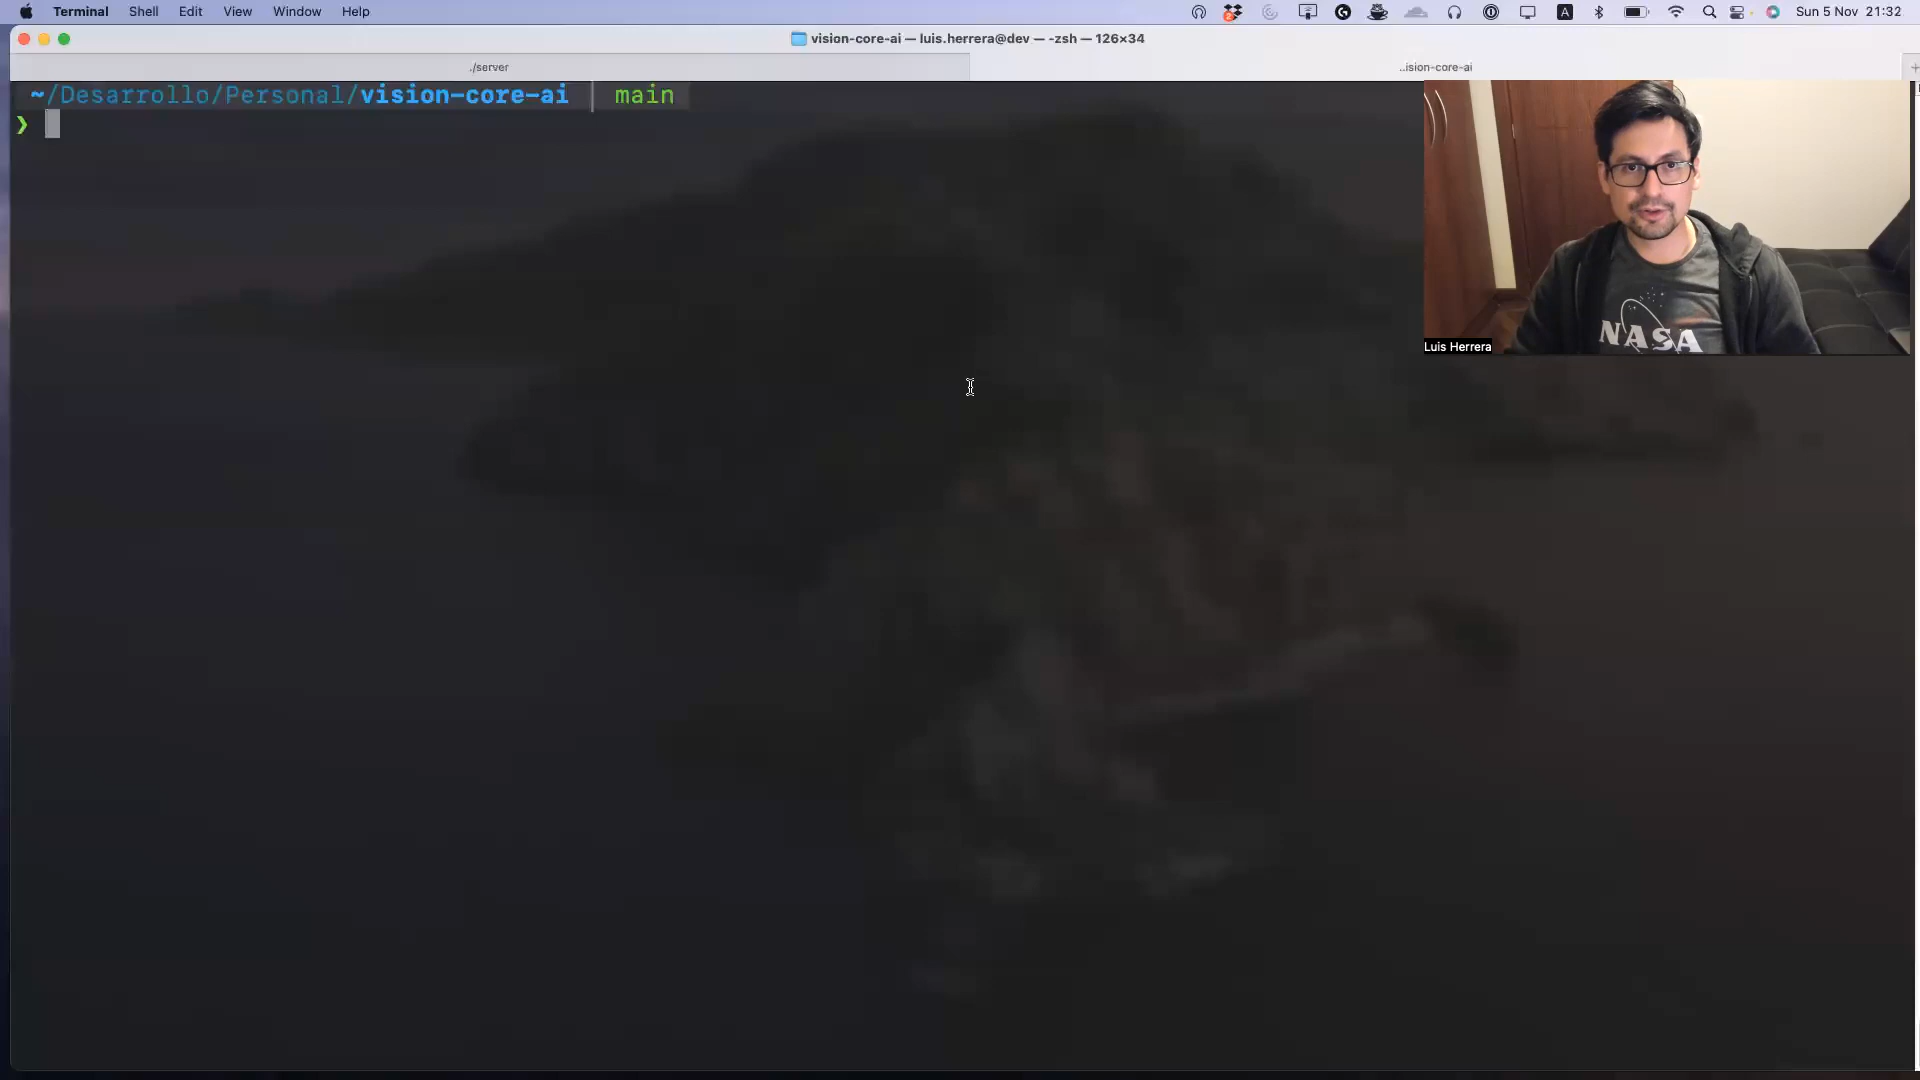 Terminal Shell Edit View Window Help
A Sun 5 Nov 21:32
vision-core-ai — luis.herrera@dev — -zsh — 126×34
./server
..ision-core-ai
~/Desarrollo/Personal/vision-core-ai main
❯
NASA
Luis Herrera